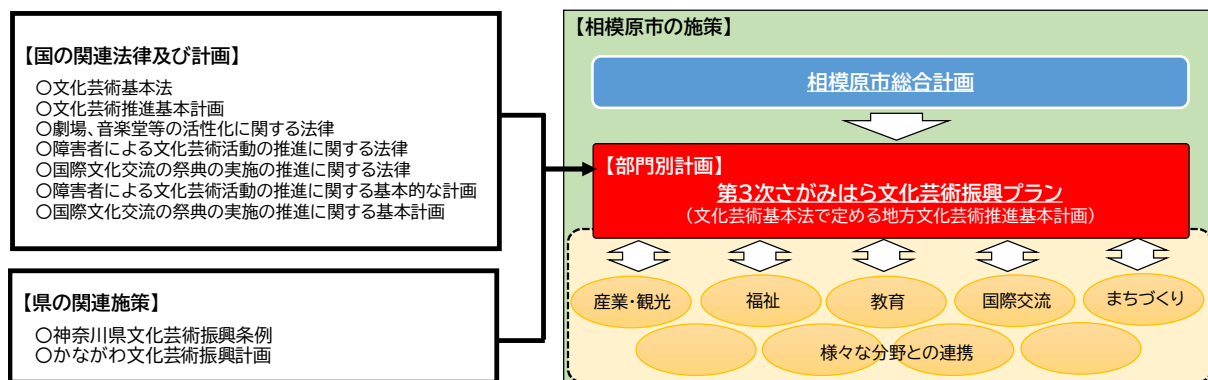 【国の関連法律及び計画】
○文化芸術基本法
○文化芸術推進基本計画
○劇場、音楽堂等の活性化に関する法律
○障害者による文化芸術活動の推進に関する法律
○国際文化交流の祭典の実施の推進に関する法律
○障害者による文化芸術活動の推進に関する基本的な計画
○国際文化交流の祭典の実施の推進に関する基本計画
【県の関連施策】
○神奈川県文化芸術振興条例
○かながわ文化芸術振興計画
【相模原市の施策】
相模原市総合計画
【部門別計画】
第3次さがみはら文化芸術振興プラン
(文化芸術基本法で定める地方文化芸術推進基本計画)
産業・観光
福祉
教育
国際交流
まちづくり
様々な分野との連携